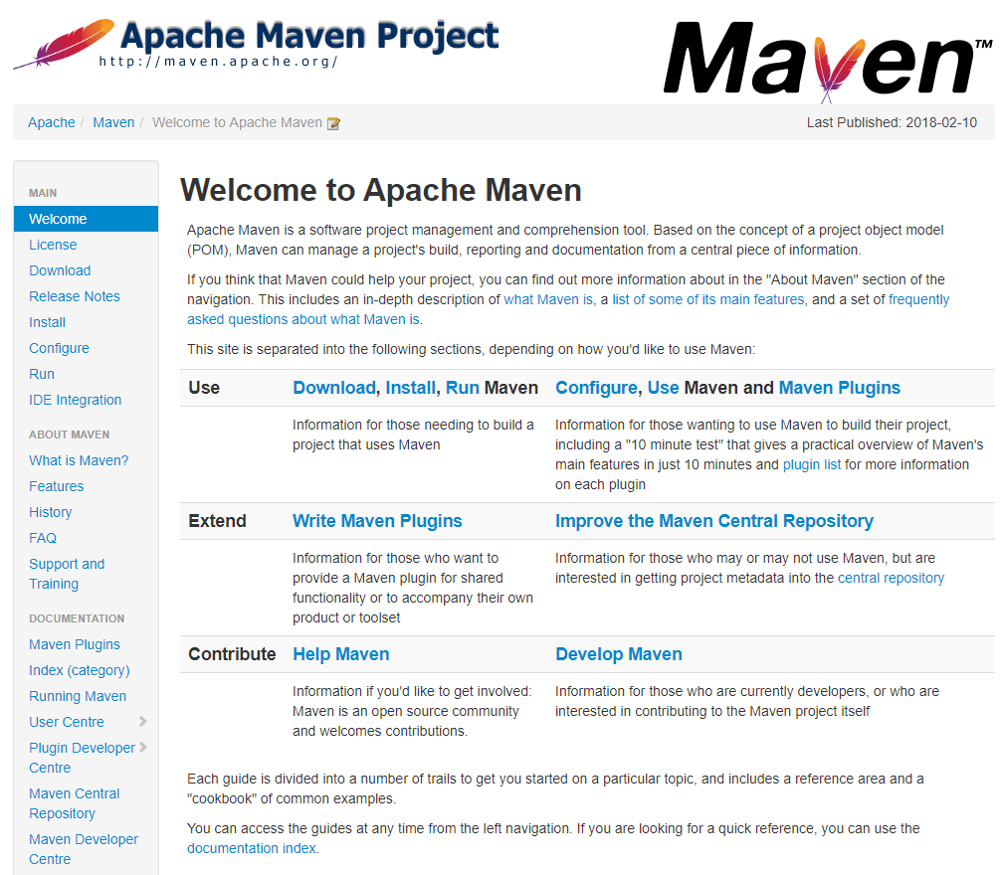 Apache Maven Project
http://maven.apache.org/
Maven™
Apache / Maven / Welcome to Apache Maven
Last Published: 2018-02-10
MAIN
Welcome
License
Download
Release Notes
Install
Configure
Run
IDE Integration
ABOUT MAVEN
What is Maven?
Features
History
FAQ
Support and
Training
DOCUMENTATION
Maven Plugins
Index (category)
Running Maven
User Centre
Plugin Developer
Centre
Maven Central
Repository
Maven Developer
Centre
Welcome to Apache Maven
Apache Maven is a software project management and comprehension tool. Based on the concept of a project object model
(POM), Maven can manage a project's build, reporting and documentation from a central piece of information.
If you think that Maven could help your project, you can find out more information about in the "About Maven" section of the
navigation. This includes an in-depth description of what Maven is, a list of some of its main features, and a set of frequently
asked questions about what Maven is.
This site is separated into the following sections, depending on how you'd like to use Maven:
Use
Download, Install, Run Maven
Configure, Use Maven and Maven Plugins
Information for those needing to build a
project that uses Maven
Information for those wanting to use Maven to build their project,
including a "10 minute test" that gives a practical overview of Maven's
main features in just 10 minutes and plugin list for more information
on each plugin
Extend
Write Maven Plugins
Improve the Maven Central Repository
Information for those who want to
provide a Maven plugin for shared
functionality or to accompany their own
product or toolset
Information for those who may or may not use Maven, but are
interested in getting project metadata into the central repository
Contribute
Help Maven
Develop Maven
Information if you'd like to get involved:
Maven is an open source community
and welcomes contributions.
Information for those who are currently developers, or who are
interested in contributing to the Maven project itself
Each guide is divided into a number of trails to get you started on a particular topic, and includes a reference area and a
"cookbook" of common examples.
You can access the guides at any time from the left navigation. If you are looking for a quick reference, you can use the
documentation index.